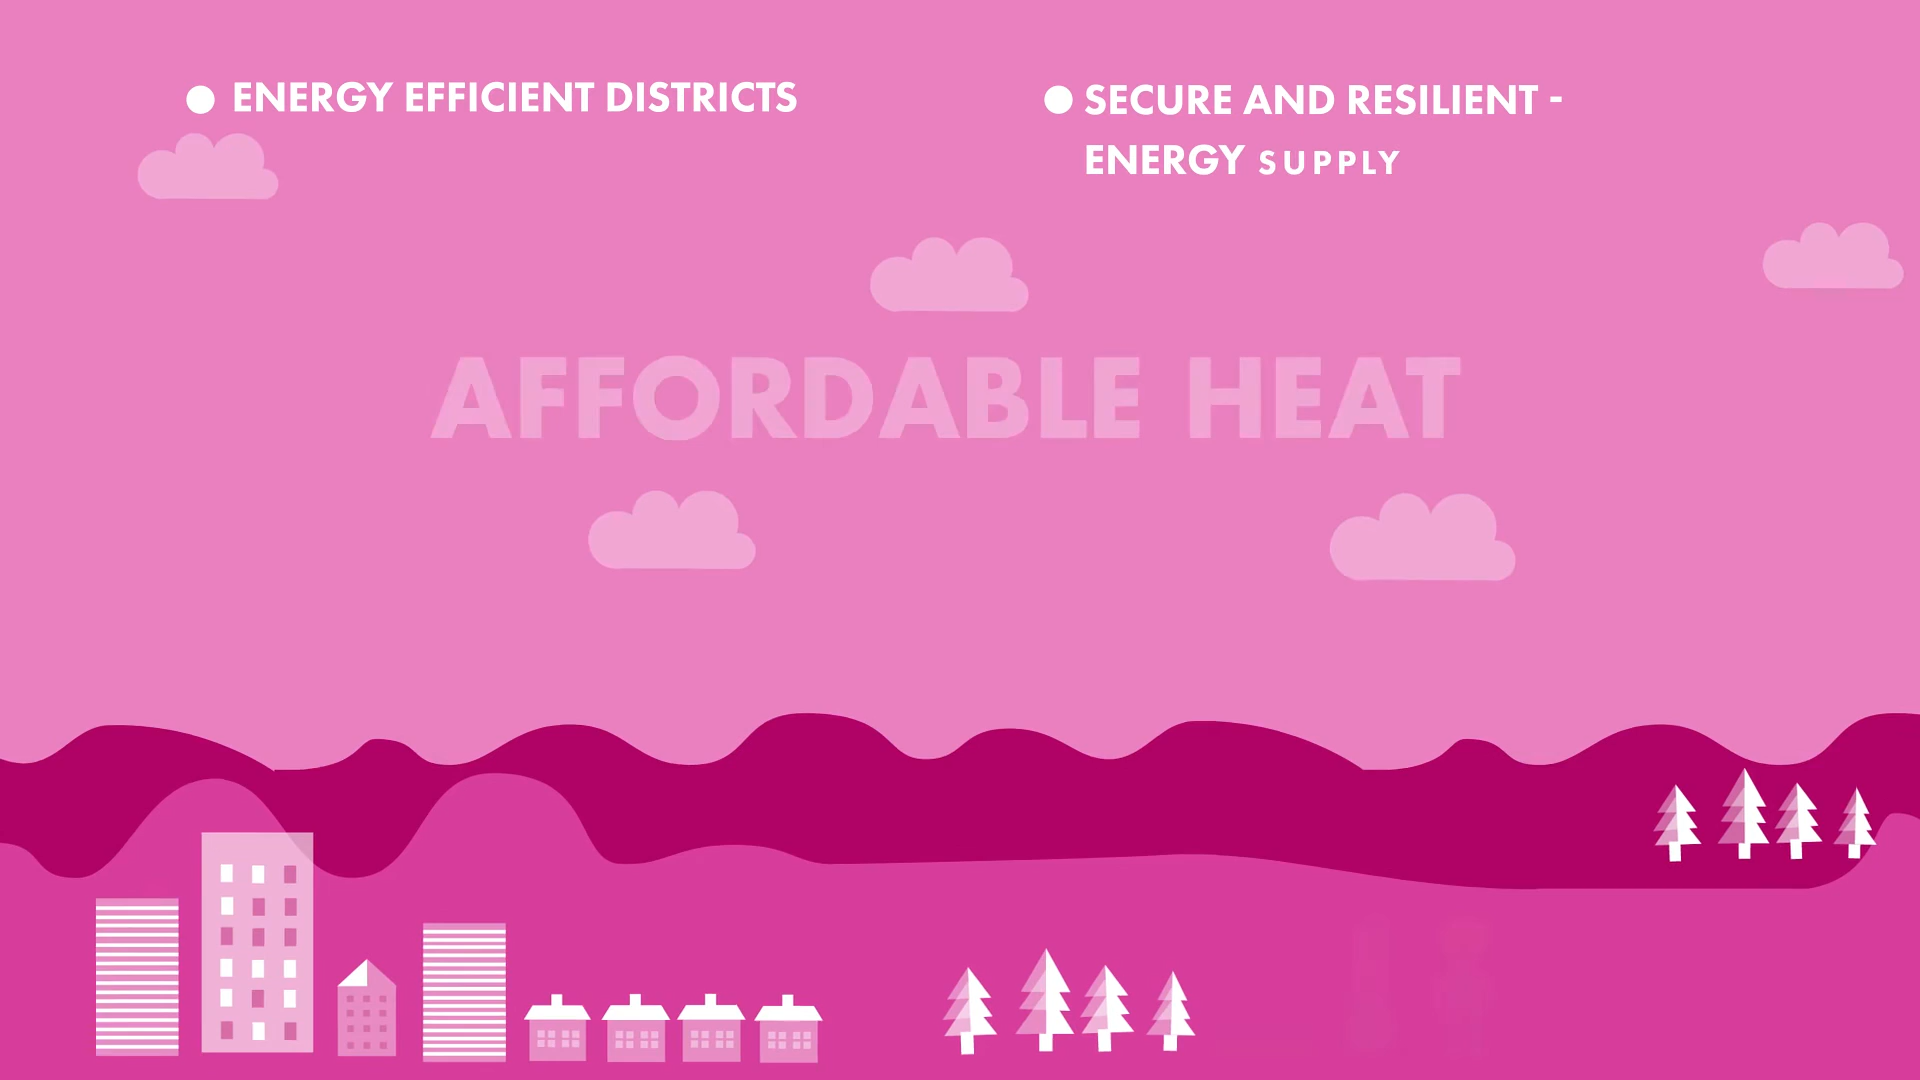 ENERGY EFFICIENT DISTRICTS
SECURE AND RESILIENT -
ENERGY SUPPLY
AFFORDABLE HEAT